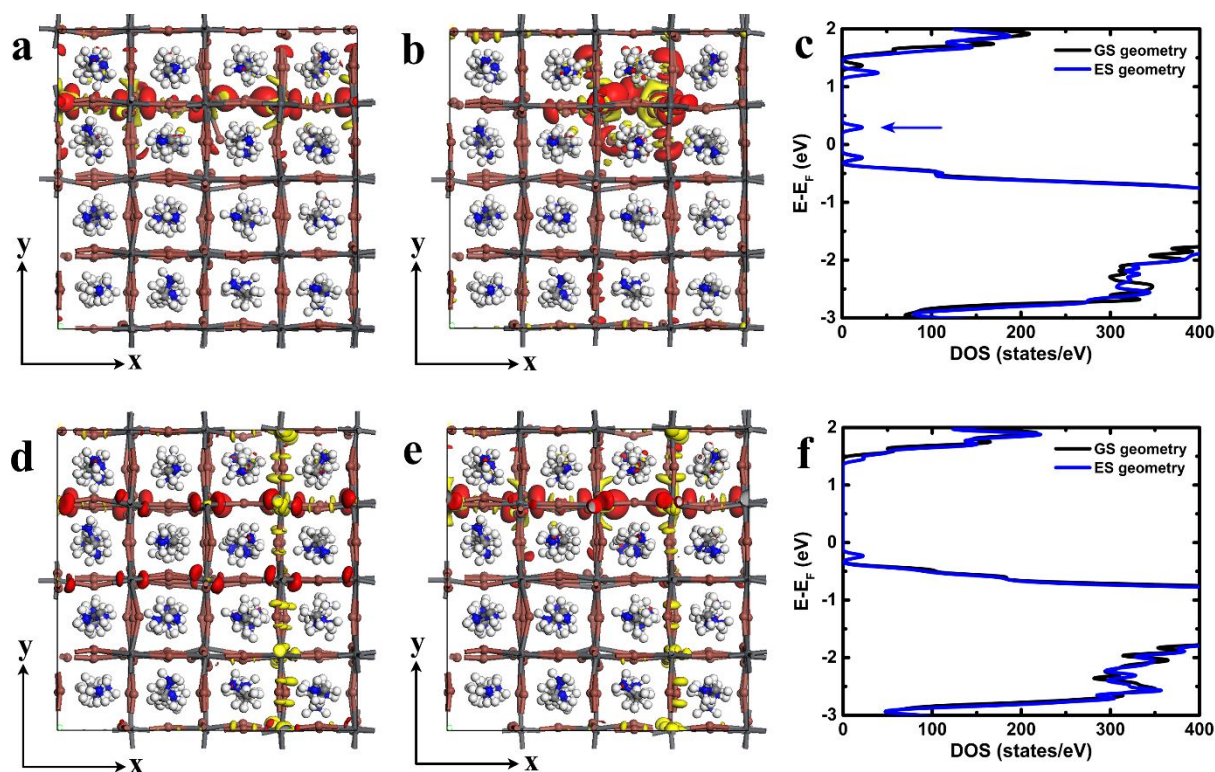 a
y
x
b
y
x
c
GS geometry
ES geometry
2
1
0
-1
-2
-3
E-E_F (eV)
0 100 200 300 400
DOS (states/eV)
d
y
x
e
y
x
f
GS geometry
ES geometry
2
1
0
-1
-2
-3
E-E_F (eV)
0 100 200 300 400
DOS (states/eV)